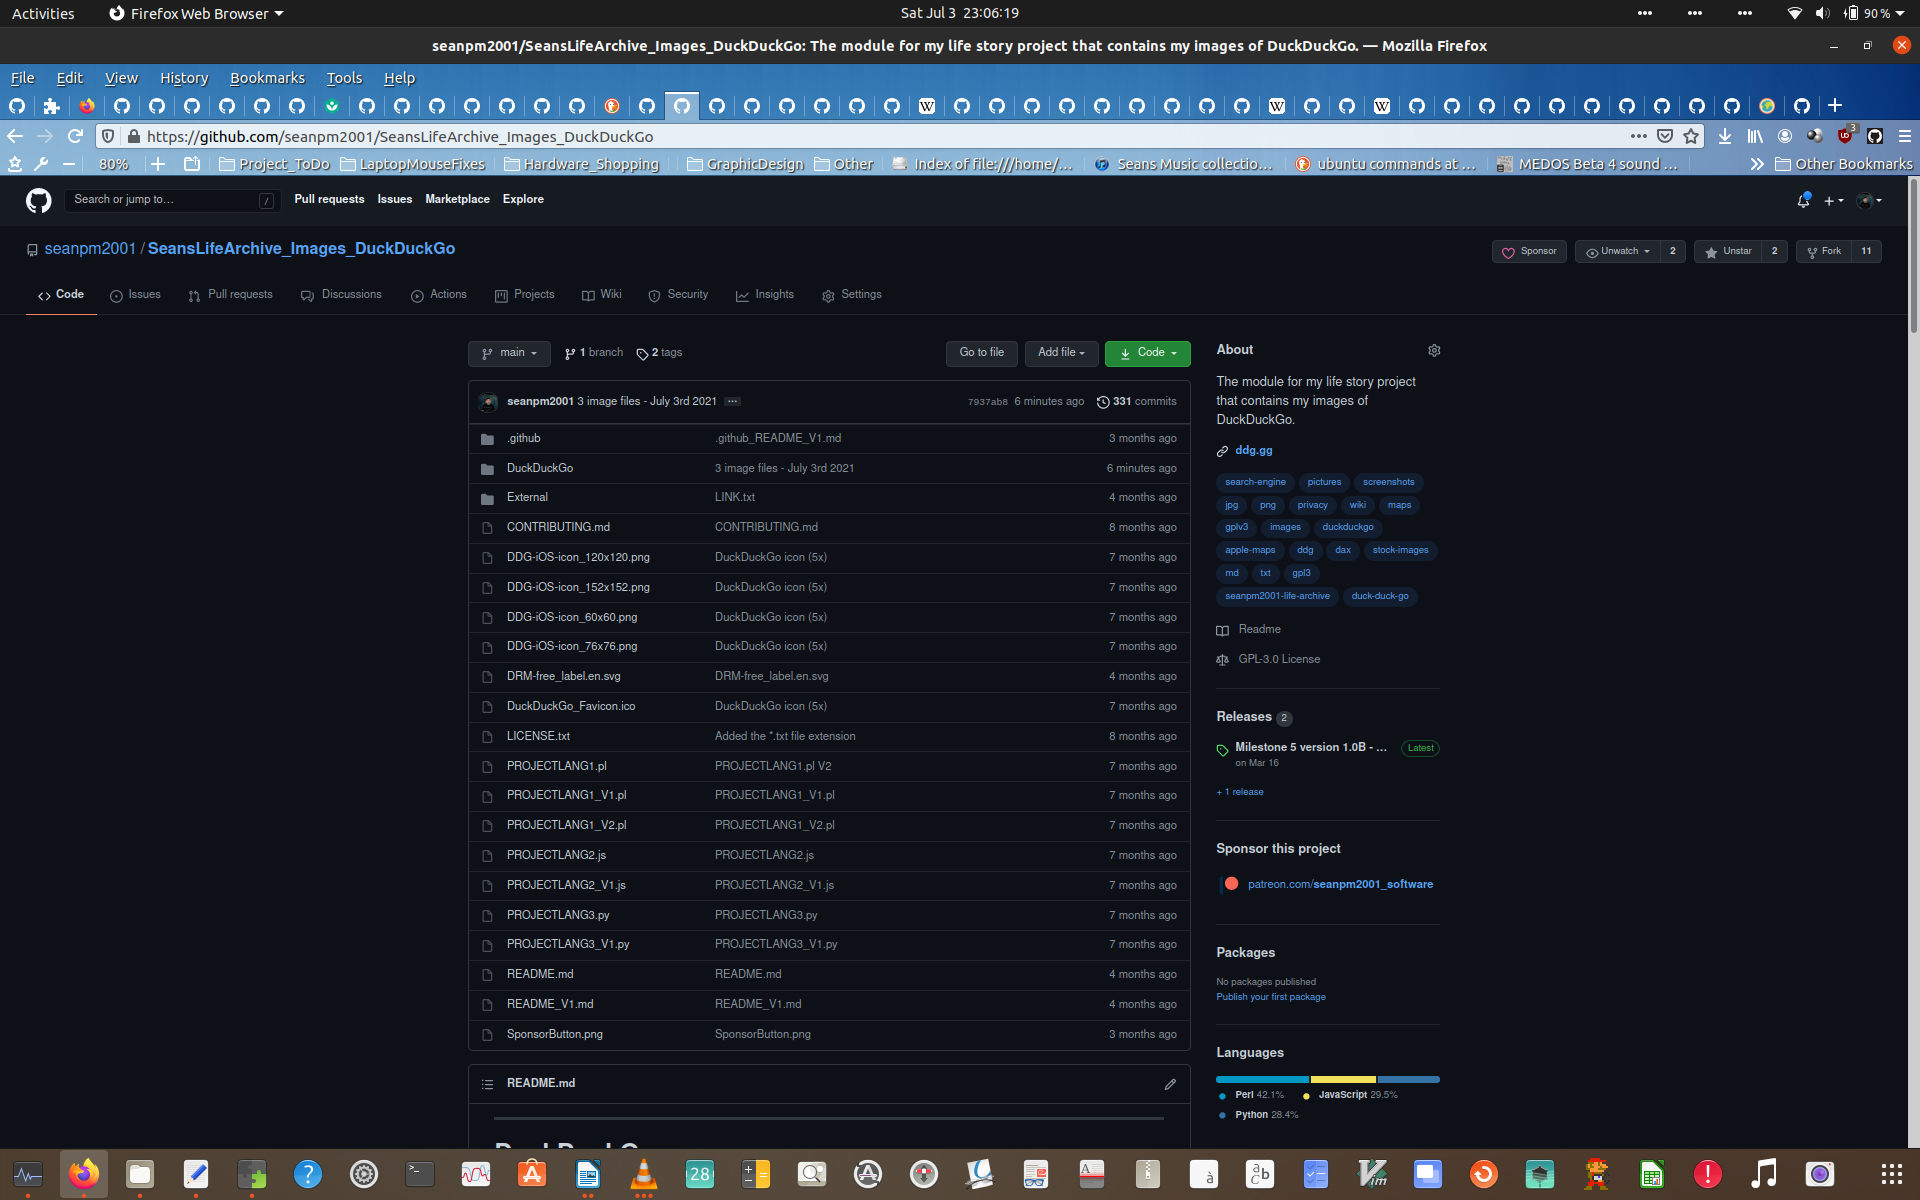 Activities Firefox Web Browser Sat Jul 3 23:06:19 90 %
seanpm2001/SeansLifeArchive_Images_DuckDuckGo: The module for my life story project that contains my images of DuckDuckGo. — Mozilla Firefox
File Edit View History Bookmarks Tools Help
https://github.com/seanpm2001/SeansLifeArchive_Images_DuckDuckGo 3
80% Project_ToDo LaptopMouseFixes Hardware_Shopping GraphicDesign Other Index of file:///home/... Seans Music collectio... ubuntu commands at ... MEDOS Beta 4 sound ... Other Bookmarks
Search or jump to... / Pull requests Issues Marketplace Explore
seanpm2001 / SeansLifeArchive_Images_DuckDuckGo Sponsor Unwatch 2 Unstar 2 Fork 11
Code Issues Pull requests Discussions Actions Projects Wiki Security Insights Settings
main 1 branch 2 tags Go to file Add file Code
seanpm2001 3 image files - July 3rd 2021 ... 7937ab8 6 minutes ago 331 commits
.github .github_README_V1.md 3 months ago
DuckDuckGo 3 image files - July 3rd 2021 6 minutes ago
External LINK.txt 4 months ago
CONTRIBUTING.md CONTRIBUTING.md 8 months ago
DDG-iOS-icon_120x120.png DuckDuckGo icon (5x) 7 months ago
DDG-iOS-icon_152x152.png DuckDuckGo icon (5x) 7 months ago
DDG-iOS-icon_60x60.png DuckDuckGo icon (5x) 7 months ago
DDG-iOS-icon_76x76.png DuckDuckGo icon (5x) 7 months ago
DRM-free_label.en.svg DRM-free_label.en.svg 4 months ago
DuckDuckGo_Favicon.ico DuckDuckGo icon (5x) 7 months ago
LICENSE.txt Added the *.txt file extension 8 months ago
PROJECTLANG1.pl PROJECTLANG1.pl V2 7 months ago
PROJECTLANG1_V1.pl PROJECTLANG1_V1.pl 7 months ago
PROJECTLANG1_V2.pl PROJECTLANG1_V2.pl 7 months ago
PROJECTLANG2.js PROJECTLANG2.js 7 months ago
PROJECTLANG2_V1.js PROJECTLANG2_V1.js 7 months ago
PROJECTLANG3.py PROJECTLANG3.py 7 months ago
PROJECTLANG3_V1.py PROJECTLANG3_V1.py 7 months ago
README.md README.md 4 months ago
README_V1.md README_V1.md 4 months ago
SponsorButton.png SponsorButton.png 3 months ago
README.md
About
The module for my life story project
that contains my images of
DuckDuckGo.
ddg.gg
search-engine pictures screenshots
jpg png privacy wiki maps
gplv3 images duckduckgo
apple-maps ddg dax stock-images
md txt gpl3
seanpm2001-life-archive duck-duck-go
Readme
GPL-3.0 License
Releases 2
Milestone 5 version 1.0B - ... Latest
on Mar 16
+ 1 release
Sponsor this project
patreon.com/seanpm2001_software
Packages
No packages published
Publish your first package
Languages
Perl 42.1% JavaScript 29.5%
Python 28.4%
28